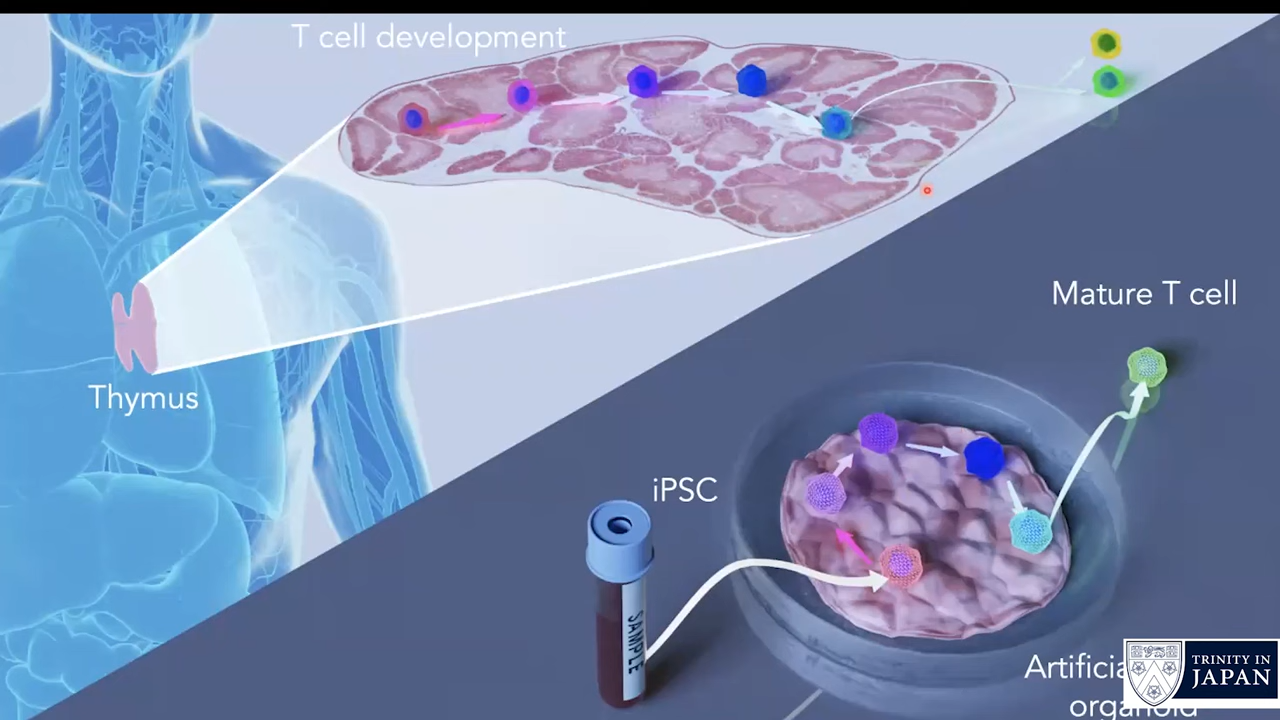 T cell development
Thymus
Mature T cell
iPSC
SAMPLE
TRINITY IN
JAPAN